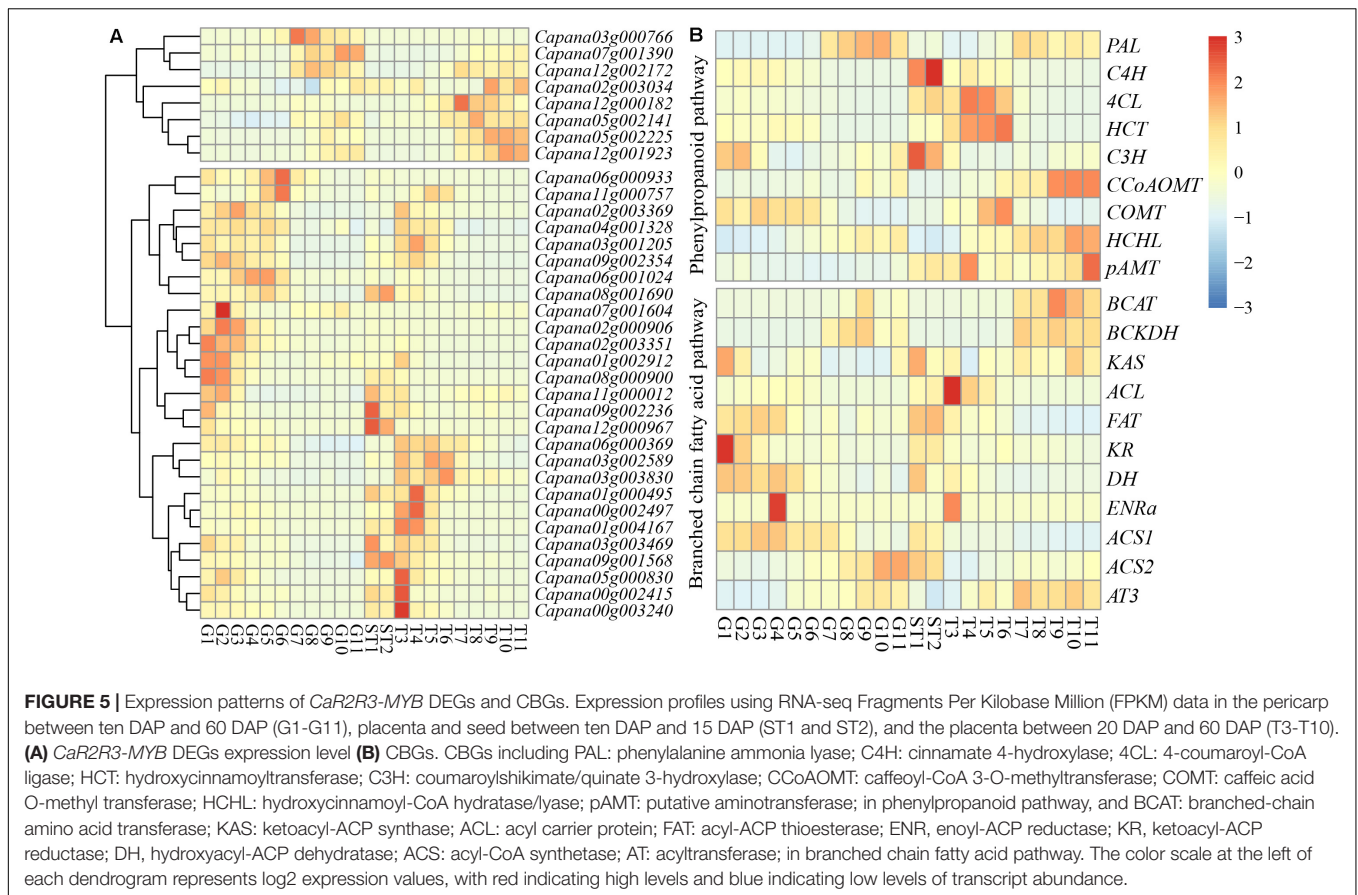 A
Capana03g000766
Capana07g001390
Capana12g002172
Capana02g003034
Capana12g000182
Capana05g002141
Capana05g002225
Capana12g001923
Capana06g000933
Capana11g000757
Capana02g003369
Capana04g001328
Capana03g001205
Capana09g002354
Capana06g001024
Capana08g001690
Capana07g001604
Capana02g000906
Capana02g003351
Capana01g002912
Capana08g000900
Capana11g000012
Capana09g002236
Capana12g000967
Capana06g000369
Capana03g002589
Capana03g003830
Capana01g000495
Capana00g002497
Capana01g004167
Capana03g003469
Capana09g001568
Capana05g000830
Capana00g002415
Capana00g003240
G1 G2 G3 G4 G5 G6 G7 G8 G9 G10 G11 ST1 ST2 T3 T4 T5 T6 T7 T8 T9 T10 T11
B
Phenylpropanoid pathway
PAL
C4H
4CL
HCT
C3H
CCoAOMT
COMT
HCHL
pAMT
Branched chain fatty acid pathway
BCAT
BCKDH
KAS
ACL
FAT
KR
DH
ENRa
ACS1
ACS2
AT3
G1 G2 G3 G4 G5 G6 G7 G8 G9 G10 G11 ST1 ST2 T3 T4 T5 T6 T7 T8 T9 T10 T11
3
2
1
0
−1
−2
−3
FIGURE 5 | Expression patterns of CaR2R3-MYB DEGs and CBGs. Expression profiles using RNA-seq Fragments Per Kilobase Million (FPKM) data in the pericarp
between ten DAP and 60 DAP (G1-G11), placenta and seed between ten DAP and 15 DAP (ST1 and ST2), and the placenta between 20 DAP and 60 DAP (T3-T10).
(A) CaR2R3-MYB DEGs expression level (B) CBGs. CBGs including PAL: phenylalanine ammonia lyase; C4H: cinnamate 4-hydroxylase; 4CL: 4-coumaroyl-CoA
ligase; HCT: hydroxycinnamoyltransferase; C3H: coumaroylshikimate/quinate 3-hydroxylase; CCoAOMT: caffeoyl-CoA 3-O-methyltransferase; COMT: caffeic acid
O-methyl transferase; HCHL: hydroxycinnamoyl-CoA hydratase/lyase; pAMT: putative aminotransferase; in phenylpropanoid pathway, and BCAT: branched-chain
amino acid transferase; KAS: ketoacyl-ACP synthase; ACL: acyl carrier protein; FAT: acyl-ACP thioesterase; ENR, enoyl-ACP reductase; KR, ketoacyl-ACP
reductase; DH, hydroxyacyl-ACP dehydratase; ACS: acyl-CoA synthetase; AT: acyltransferase; in branched chain fatty acid pathway. The color scale at the left of
each dendrogram represents log2 expression values, with red indicating high levels and blue indicating low levels of transcript abundance.